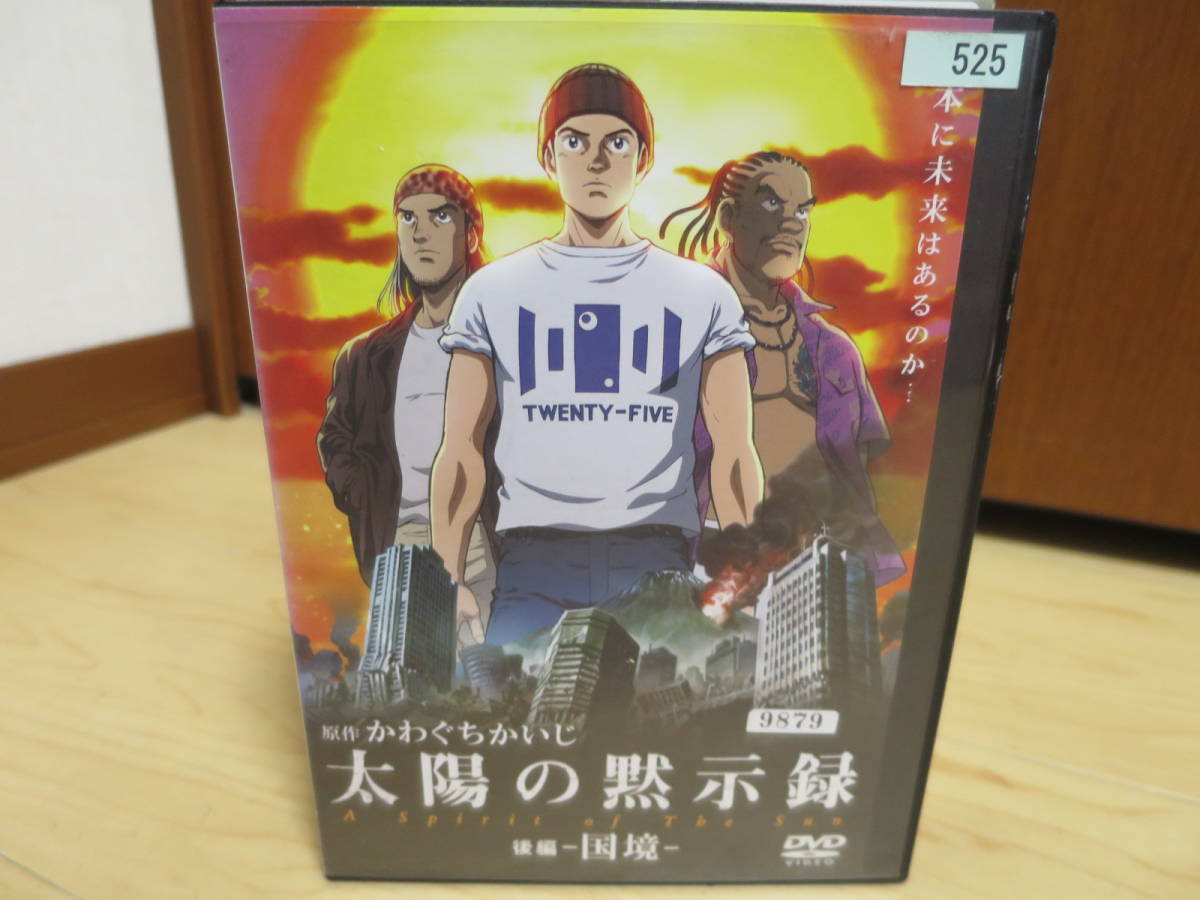 525
本に未来はあるのか…
TWENTY-FIVE
9879
原作 かわぐちかいじ
太陽の黙示録
A Spirit of The Sun
後編 -国境-
DVD
VIDEO